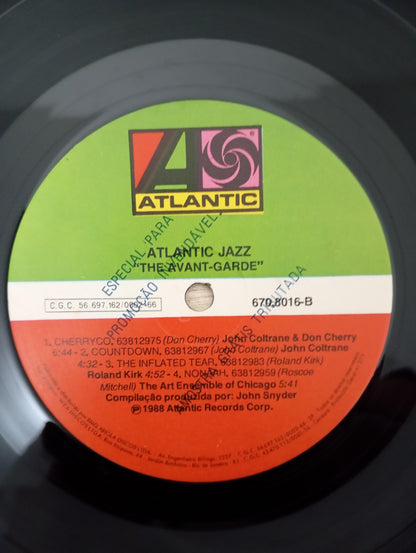 ATLANTIC
ATLANTIC JAZZ
"THE AVANT-GARDE"
ESPECIAL PARA
PROMOÇÃO INVENDÁVEL
TRIBUTADA
C.G.C. 56.697.162/0002-66
670.8016-B
1. CHERRYCO, 63812975 (Don Cherry) John Coltrane & Don Cherry
6:44 - 2. COUNTDOWN, 63812967 (John Coltrane) John Coltrane
4:32 - 3. THE INFLATED TEAR, 63812983 (Roland Kirk)
Roland Kirk 4:52 - 4. NONAAH, 63812959 (Roscoe
Mitchell) The Art Ensemble of Chicago 5:41
Compilação produzida por: John Snyder
℗ 1988 Atlantic Records Corp.